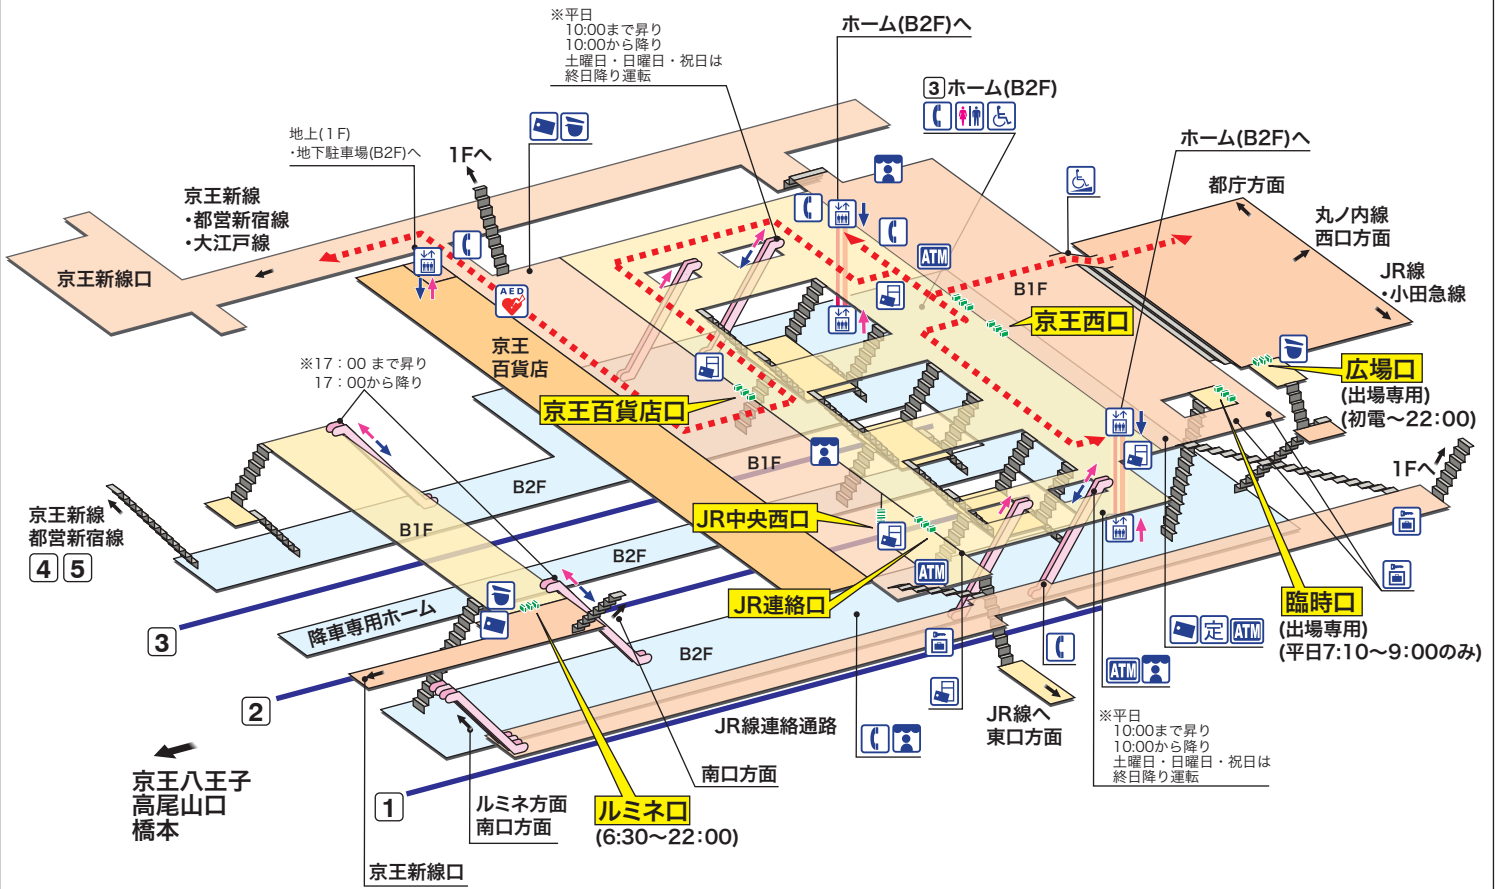 ※平日
10:00まで昇り
10:00から降り
土曜日・日曜日・祝日は
終日降り運転
ホーム(B2F)へ
3 ホーム(B2F)
ホーム(B2F)へ
地上(1F)
・地下駐車場(B2F)へ
1Fへ
都庁方面
京王新線
・都営新宿線
・大江戸線
丸ノ内線
西口方面
JR線
・小田急線
京王新線口
ATM
B1F
AED
京王西口
京王
百貨店
広場口
(出場専用)
(初電〜22:00)
※17:00 まで昇り
17:00から降り
京王百貨店口
1Fへ
B1F
B2F
京王新線
都営新宿線
4 5
B1F
JR中央西口
B2F
ATM
JR連絡口
臨時口
(出場専用)
(平日7:10〜9:00のみ)
降車専用ホーム
定 ATM
3
B2F
ATM
2
JR線へ
東口方面
JR線連絡通路
※平日
10:00まで昇り
10:00から降り
土曜日・日曜日・祝日は
終日降り運転
京王八王子
高尾山口
橋本
南口方面
1
ルミネ方面
南口方面
ルミネ口
(6:30〜22:00)
京王新線口